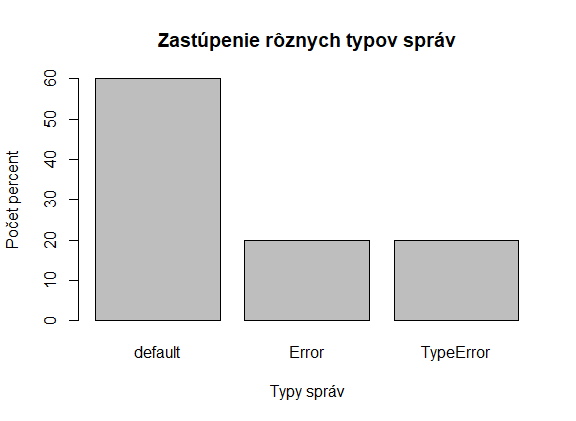 Zastúpenie rôznych typov správ
Počet percent
60
50
40
30
20
10
0
default Error TypeError
Typy správ